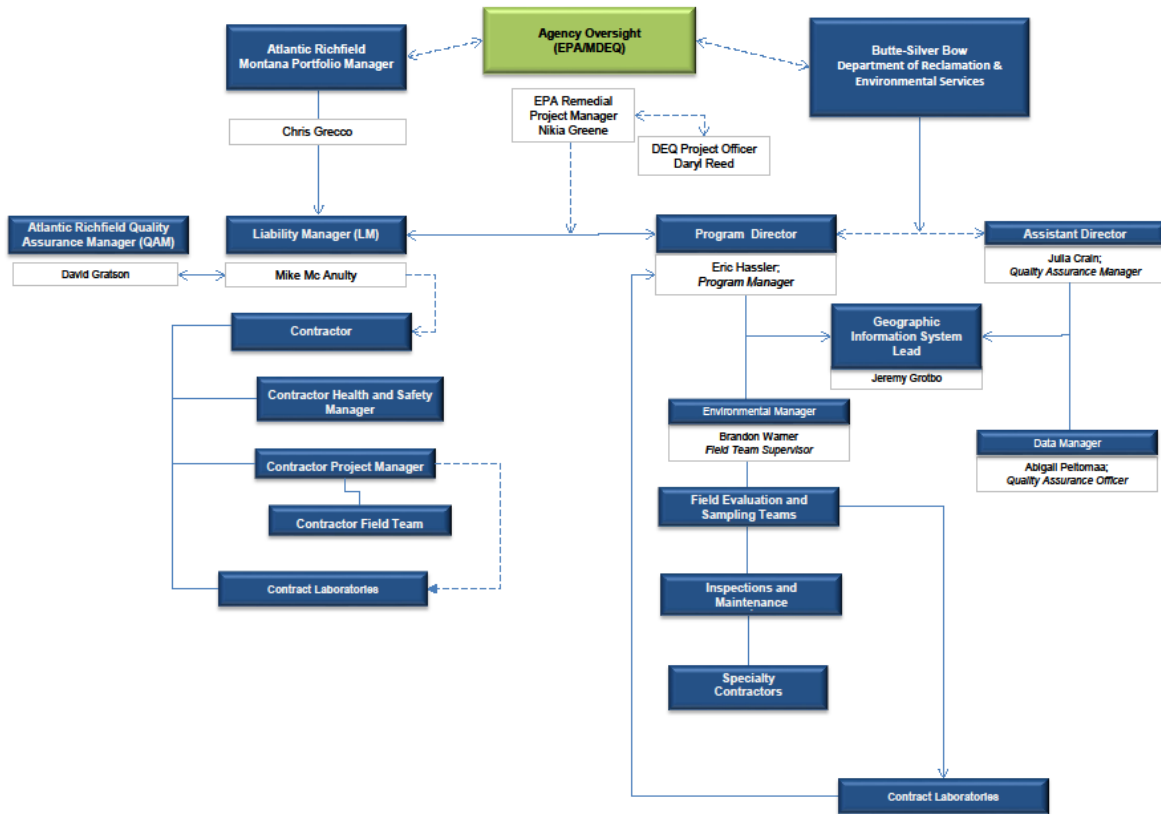 Atlantic Richfield
Montana Portfolio Manager
Agency Oversight
(EPA/MDEQ)
Butte-Silver Bow
Department of Reclamation &
Environmental Services
Chris Grecco
EPA Remedial
Project Manager
Nikia Greene
DEQ Project Officer
Daryl Reed
Atlantic Richfield Quality
Assurance Manager (QAM)
David Gratson
Liability Manager (LM)
Mike Mc Anulty
Program Director
Eric Hassler;
Program Manager
Assistant Director
Julia Crain;
Quality Assurance Manager
Contractor
Geographic
Information System
Lead
Jeremy Grotbo
Contractor Health and Safety
Manager
Environmental Manager
Brandon Warner
Field Team Supervisor
Data Manager
Abigail Peltomaa;
Quality Assurance Officer
Contractor Project Manager
Contractor Field Team
Field Evaluation and
Sampling Teams
Contract Laboratories
Inspections and
Maintenance
Specialty
Contractors
Contract Laboratories